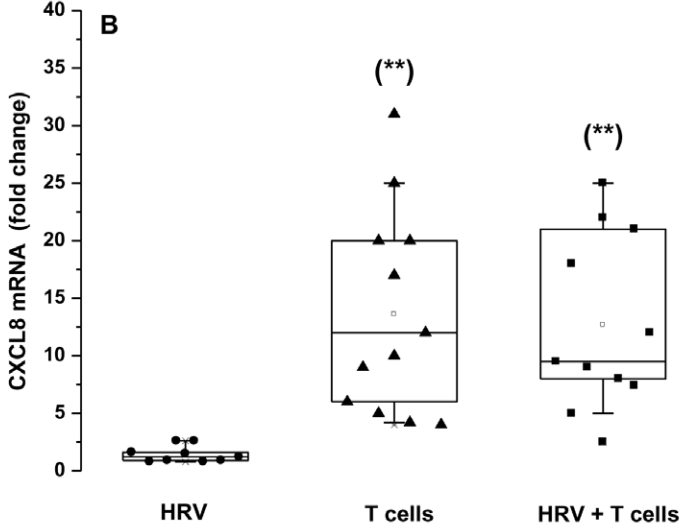 B
CXCL8 mRNA (fold change)
40
35
30
25
20
15
10
5
0
(**)
(**)
HRV
T cells
HRV + T cells